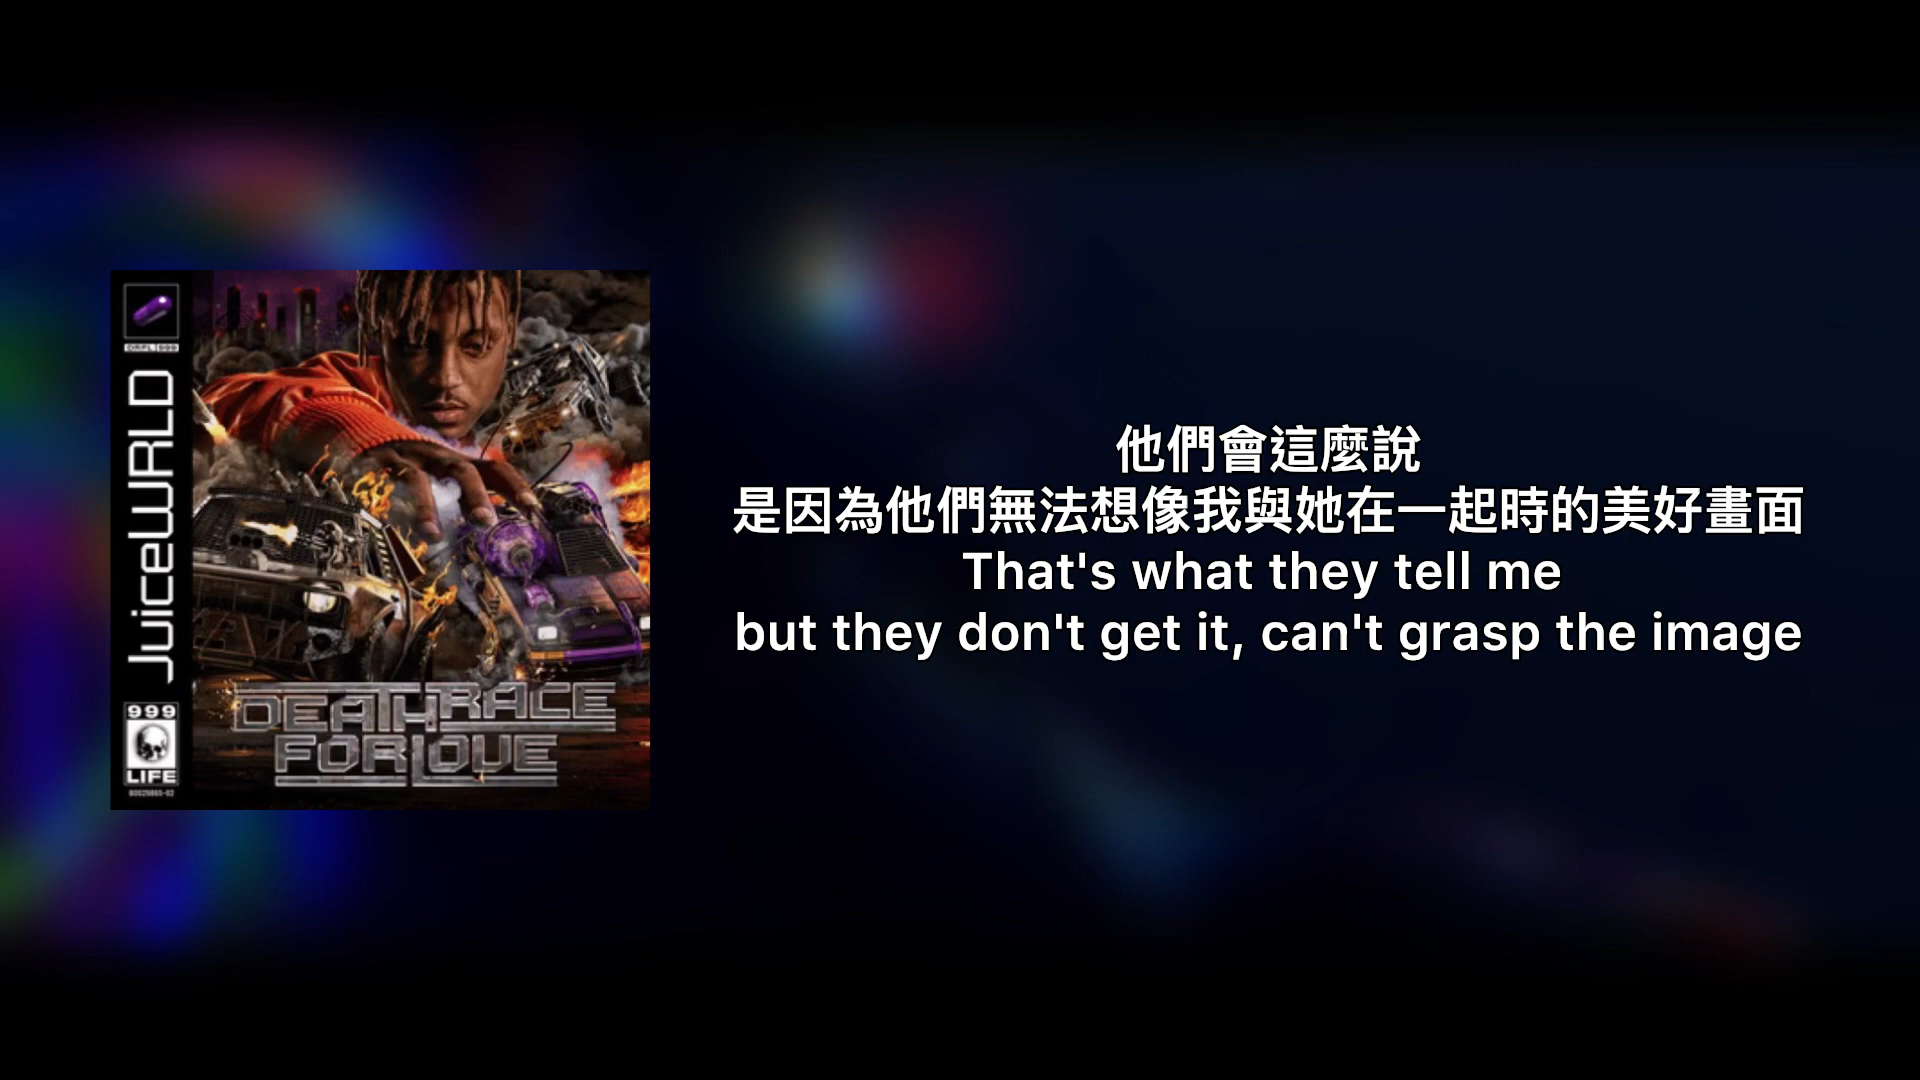 DRFL 999
JuiceWRLD
999
LIFE
DEATH RACE
FOR LOVE
他們會這麼說
是因為他們無法想像我與她在一起時的美好畫面
That's what they tell me
but they don't get it, can't grasp the image